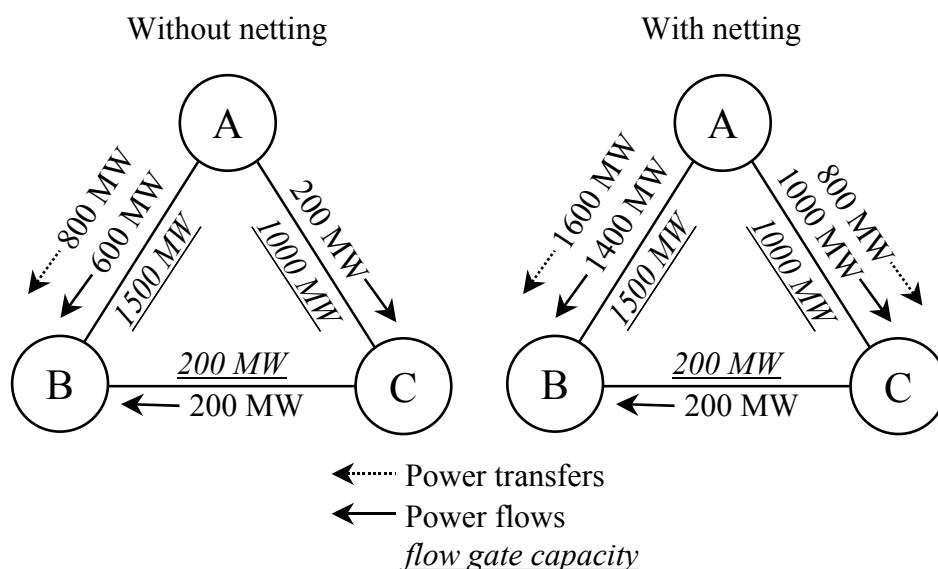 Without netting
With netting
A
800 MW
600 MW
1500 MW
200 MW
1000 MW
B
200 MW
200 MW
C
A
1600 MW
1400 MW
1500 MW
800 MW
1000 MW
1000 MW
B
200 MW
200 MW
C
Power transfers
Power flows
flow gate capacity